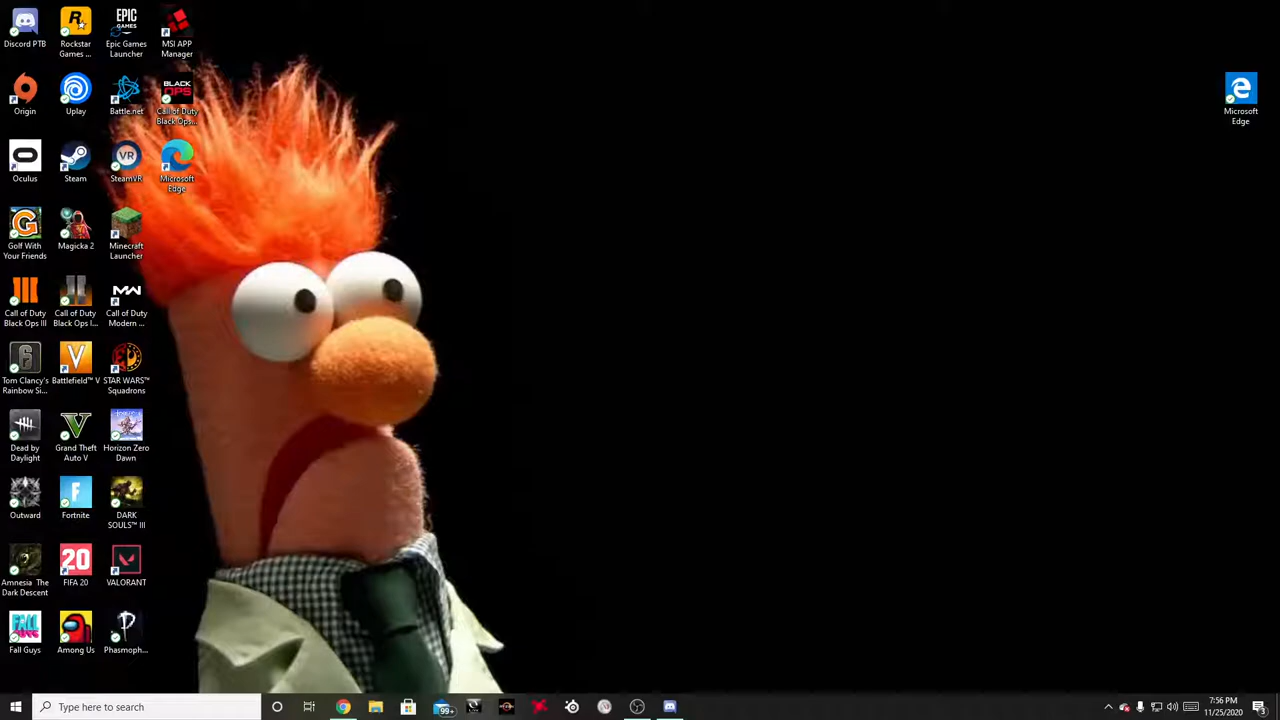 Discord PTB
Rockstar
Games ...
EPIC
GAMES
Epic Games
Launcher
MSI APP
Manager
Origin
Uplay
Battle.net
BLACK
OPS
Call of Duty
Black Ops...
Microsoft
Edge
Oculus
Steam
VR
SteamVR
Microsoft
Edge
Golf With
Your Friends
Magicka 2
Minecraft
Launcher
Call of Duty
Black Ops III
Call of Duty
Black Ops I...
Call of Duty
Modern ...
Tom Clancy's
Rainbow Si...
Battlefield™ V
STAR WARS™
Squadrons
Dead by
Daylight
Grand Theft
Auto V
Horizon Zero
Dawn
Outward
Fortnite
DARK
SOULS™ III
Amnesia The
Dark Descent
20
FIFA 20
VALORANT
FALL
Fall Guys
Among Us
Phasmoph...
Type here to search
99+
7:56 PM
11/25/2020